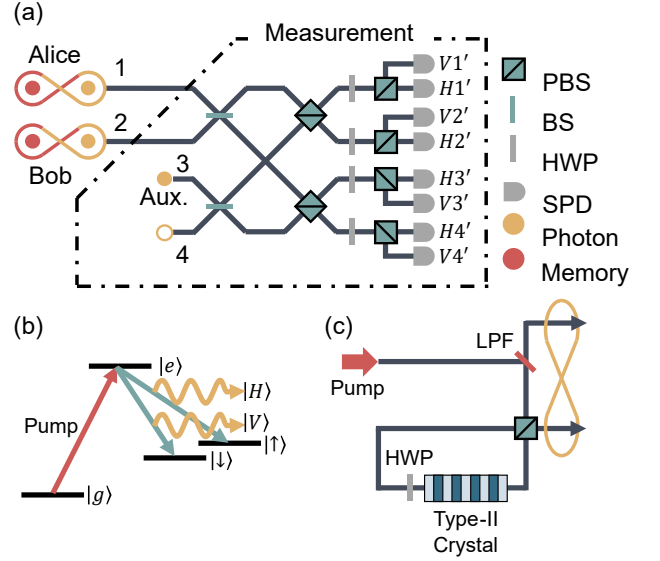 (a)
Measurement
Alice
1
2
Bob
3
Aux.
4
V1′
H1′
V2′
H2′
H3′
V3′
H4′
V4′
PBS
BS
HWP
SPD
Photon
Memory
(b)
|e⟩
|H⟩
Pump
|V⟩
|↑⟩
|↓⟩
|g⟩
(c)
LPF
Pump
HWP
Type-II
Crystal